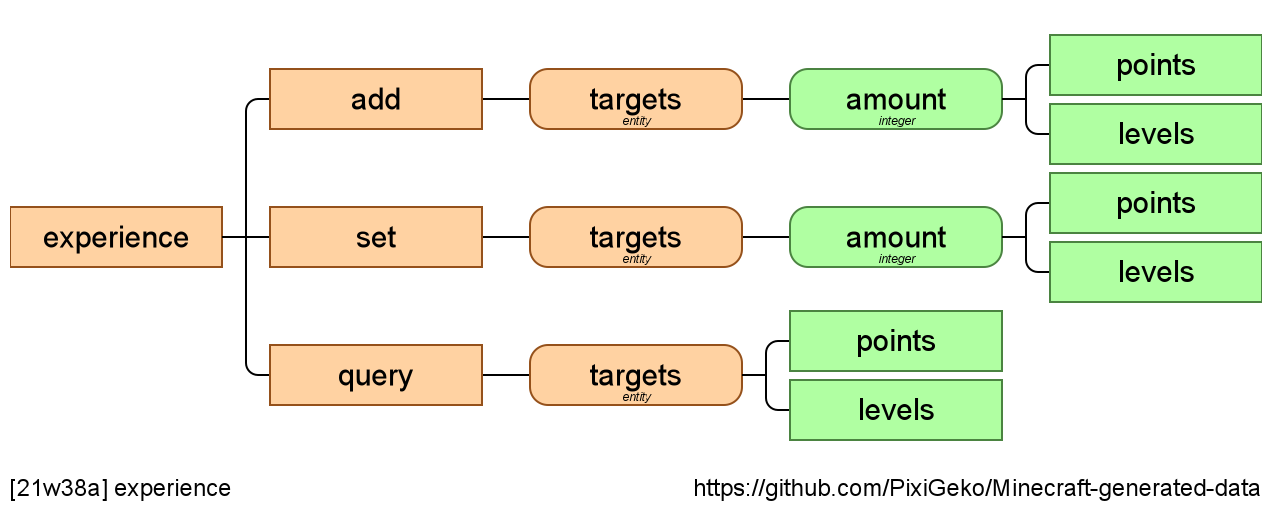 experience
add
targets
entity
amount
integer
points
levels
set
targets
entity
amount
integer
points
levels
query
targets
entity
points
levels
[21w38a] experience
https://github.com/PixiGeko/Minecraft-generated-data